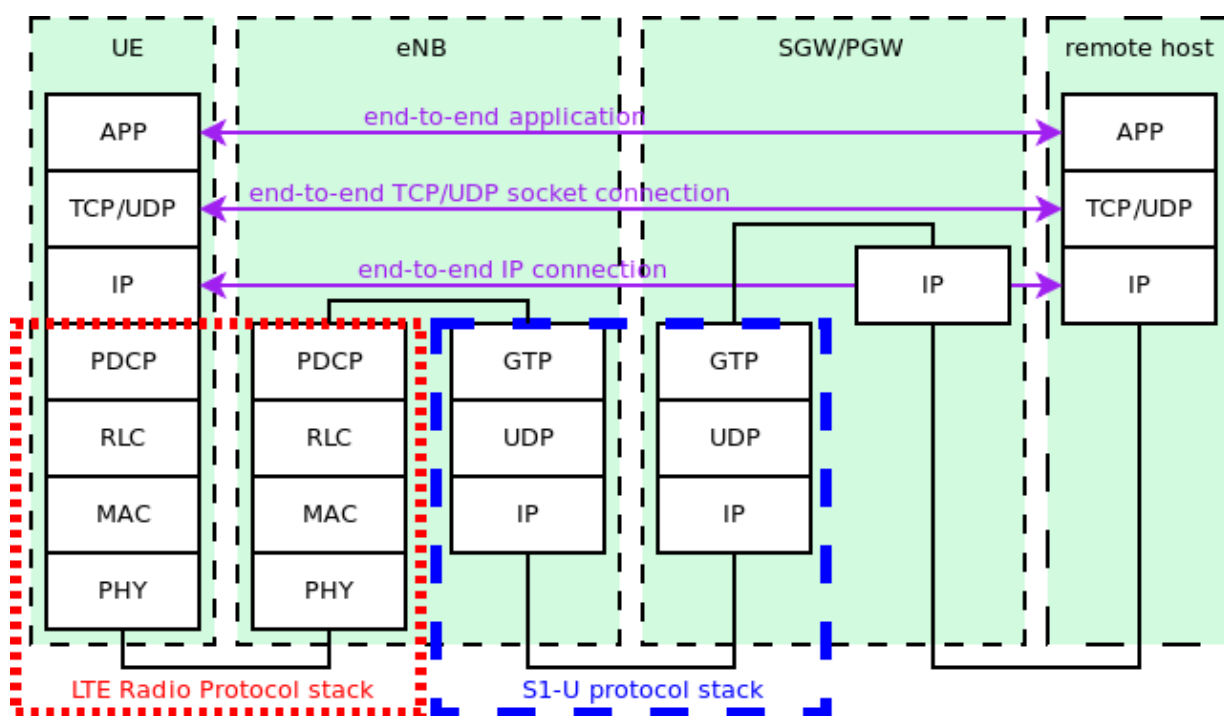 UE
eNB
SGW/PGW
remote host
APP
end-to-end application
APP
TCP/UDP
end-to-end TCP/UDP socket connection
TCP/UDP
IP
end-to-end IP connection
IP
IP
PDCP
PDCP
GTP
GTP
RLC
RLC
UDP
UDP
MAC
MAC
IP
IP
PHY
PHY
LTE Radio Protocol stack
S1-U protocol stack